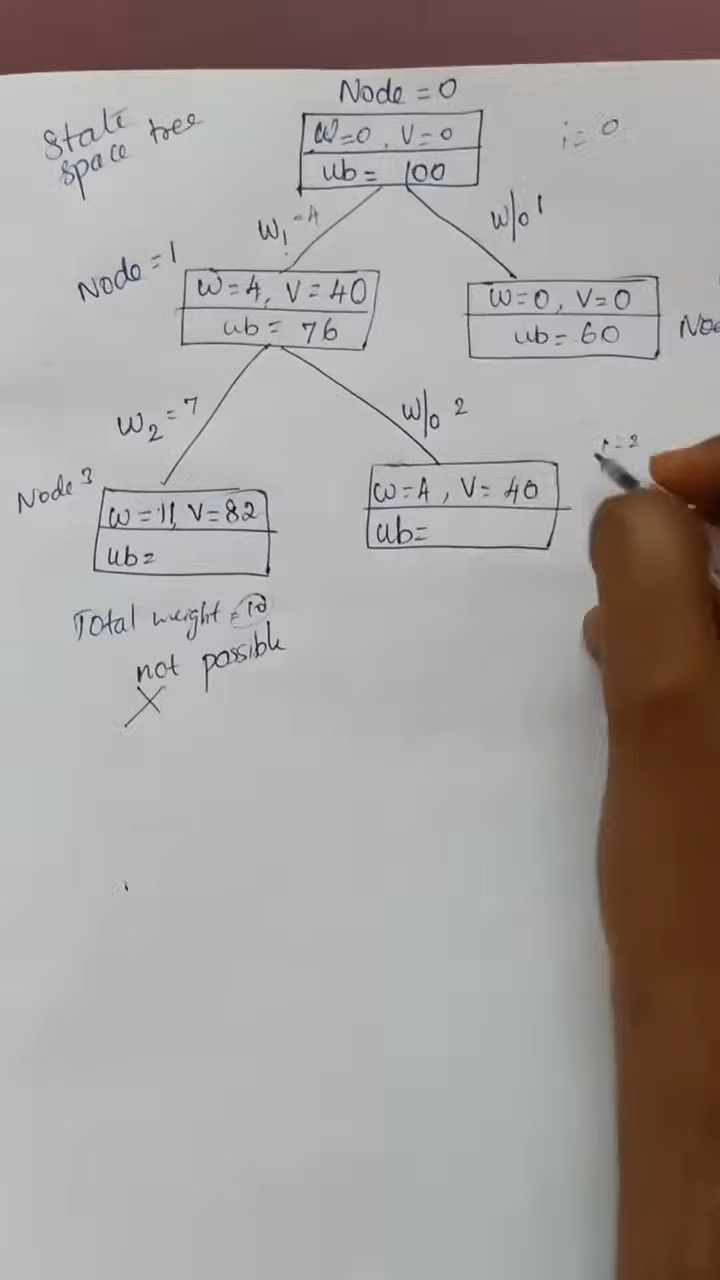 State
space tree
Node = 0
w=0, V=0
ub= 100
i= 0
W1=4
w/o 1
Node = 1
w=4, V=40
ub= 76
w=0, V=0
ub= 60
W2=7
w/o 2
i=2
Node 3
w=11, V=82
ub=
w=4, V= 40
ub=
Total weight = 10
not possible
X